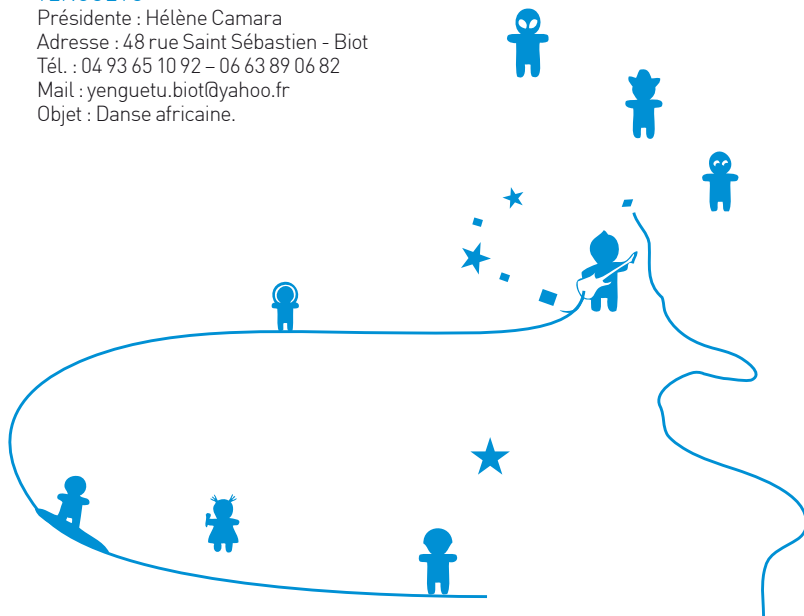 Présidente : Hélène Camara
Adresse : 48 rue Saint Sébastien - Biot
Tél. : 04 93 65 10 92 – 06 63 89 06 82
Mail : yenguetu.biot@yahoo.fr
Objet : Danse africaine.